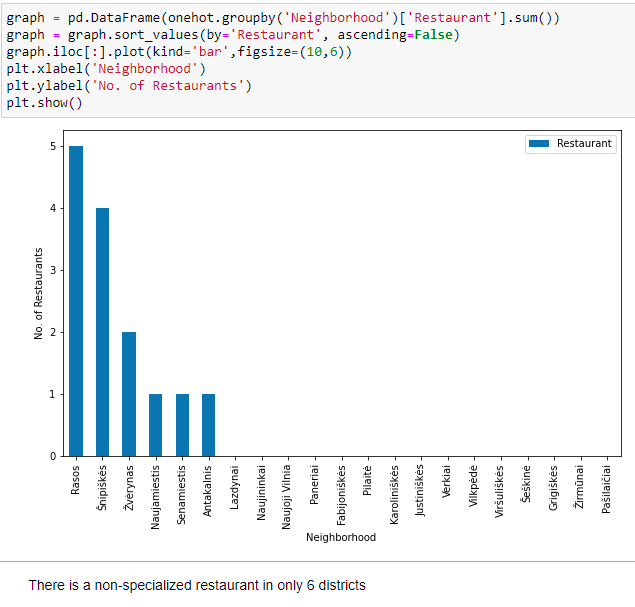 graph = pd.DataFrame(onehot.groupby('Neighborhood')['Restaurant'].sum())
graph = graph.sort_values(by='Restaurant', ascending=False)
graph.iloc[:].plot(kind='bar',figsize=(10,6))
plt.xlabel('Neighborhood')
plt.ylabel('No. of Restaurants')
plt.show()
Restaurant
5
4
3
2
1
0
No. of Restaurants
Rasos
Šnipiškės
Žvėrynas
Naujamiestis
Senamiestis
Antakalnis
Lazdynai
Naujininkai
Naujoji Vilnia
Paneriai
Fabijoniškės
Pilaitė
Karoliniškės
Justiniškės
Verkiai
Vilkpėdė
Viršuliškės
Šeškinė
Grigiškės
Žirmūnai
Pašilaičiai
Neighborhood
There is a non-specialized restaurant in only 6 districts